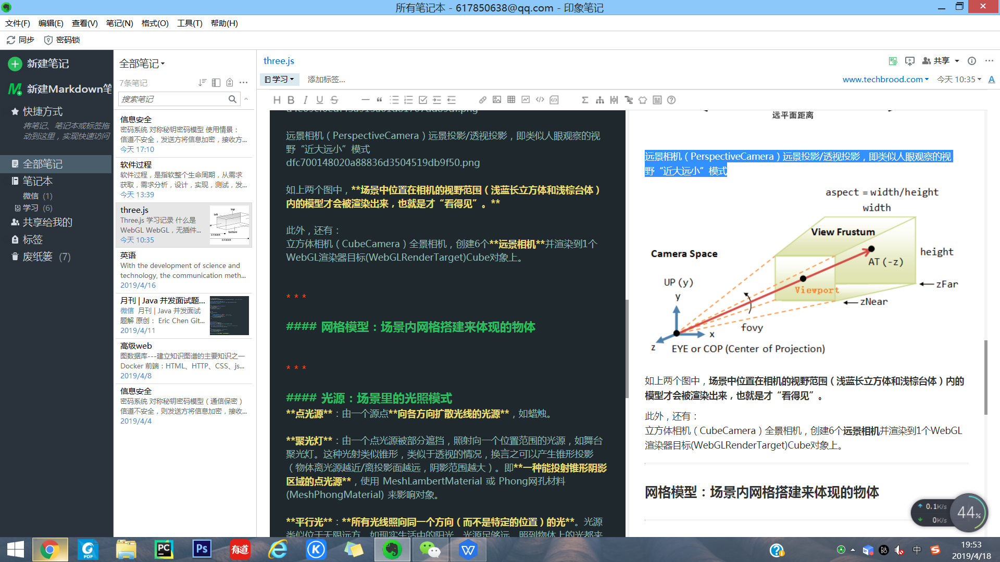 所有笔记本 - 617850638@qq.com - 印象笔记
文件(F) 编辑(E) 查看(V) 笔记(N) 格式(O) 工具(T) 帮助(H)
同步 密码锁
新建笔记
新建Markdown笔
快捷方式
将笔记、笔记本或标签拖
动到这里，实现快速访问
全部笔记
笔记本
微信 (1)
学习 (6)
共享给我的
标签
废纸篓 (7)
全部笔记
7条笔记
搜索笔记
信息安全
密码系统 对称秘钥密码模型 使用情景：
信道不安全，发送方将信息加密，接收方...
今天 17:10
软件过程
软件过程，是指软整个生命周期，从需求
获取，需求分析，设计，实现，测试，发...
今天 13:39
three.js
Three.js 学习记录 什么是
WebGL WebGL，无插件...
今天 10:35
top
left
bottom
英语
With the development of science and
technology, the communication meth...
2019/4/16
月刊 | Java 并发面试题...
微信 月刊 | Java 并发面试
题解 原创： Eric Chen Git...
2019/4/11
高级web
图数据库---建立知识图谱的主要知识之一
Docker 前端：HTML、HTTP、CSS、js...
2019/4/8
信息安全
密码系统 对称秘钥密码模型（通信保密）
信道不安全，则发送方将信息加密，接收...
2019/4/4
three.js
共享
学习 添加标签...
www.techbrood.com 今天 10:35 A
H B I U S
远景相机（PerspectiveCamera）远景投影/透视投影，即类似人眼观察的视
野“近大远小”模式
dfc700148020a88836d3504519db9f50.png
如上两个图中，**场景中位置在相机的视野范围（浅蓝长立方体和浅棕台体）
内的模型才会被渲染出来，也就是才“看得见”。**
此外，还有：
立方体相机（CubeCamera）全景相机，创建6个**远景相机**并渲染到1个
WebGL渲染器目标(WebGLRenderTarget)Cube对象上。
* * *
#### 网格模型：场景内网格搭建来体现的物体
* * *
#### 光源：场景里的光照模式
**点光源**：由一个源点**向各方向扩散光线的光源**，如蜡烛。
**聚光灯**：由一个点光源被部分遮挡，照射向一个位置范围的光源，如舞台
聚光灯。这种光射类似锥形，类似于透视的情况，换言之可以产生锥形投影
（物体离光源越近/离投影面越远，阴影范围越大）。即**一种能投射锥形阴影
区域的点光源**，使用 MeshLambertMaterial 或 Phong网孔材料
(MeshPhongMaterial) 来影响对象。
**平行光**：**所有光线照向同一个方向（而不是特定的位置）的光**。光源
类似位于无限远方，如现实生活中的阳光，光源足够远，照到物体上的光都来
远平面距离
远景相机（PerspectiveCamera）远景投影/透视投影，即类似人眼观察的视
野“近大远小”模式
aspect = width/height
width
View Frustum
Camera Space
height
AT (-z)
UP (y)
Viewport
zFar
y
zNear
fovy
x
z
EYE or COP (Center of Projection)
如上两个图中，场景中位置在相机的视野范围（浅蓝长立方体和浅棕台体）内的
模型才会被渲染出来，也就是才“看得见”。
此外，还有：
立方体相机（CubeCamera）全景相机，创建6个远景相机并渲染到1个WebGL
渲染器目标(WebGLRenderTarget)Cube对象上。
网格模型：场景内网格搭建来体现的物体
0.1K/s
0K/s
44%
PDF
PC
Ps
有道
K
W
中
S
19:53
2019/4/18